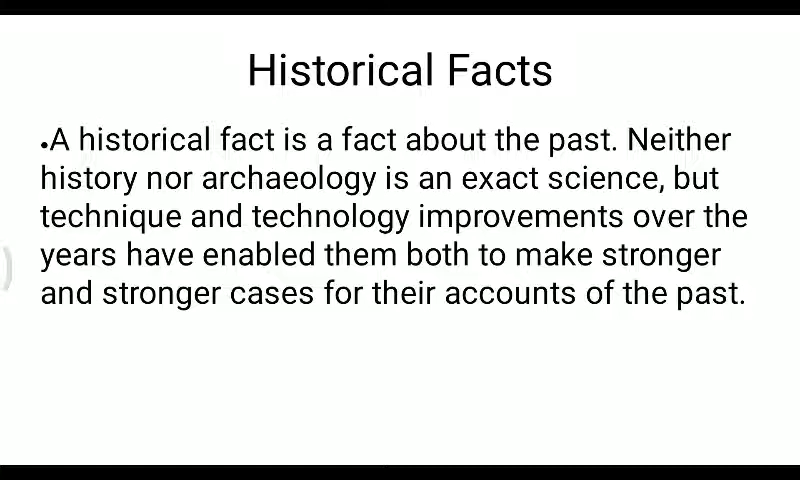 Historical Facts
•A historical fact is a fact about the past. Neither
history nor archaeology is an exact science, but
technique and technology improvements over the
years have enabled them both to make stronger
and stronger cases for their accounts of the past.